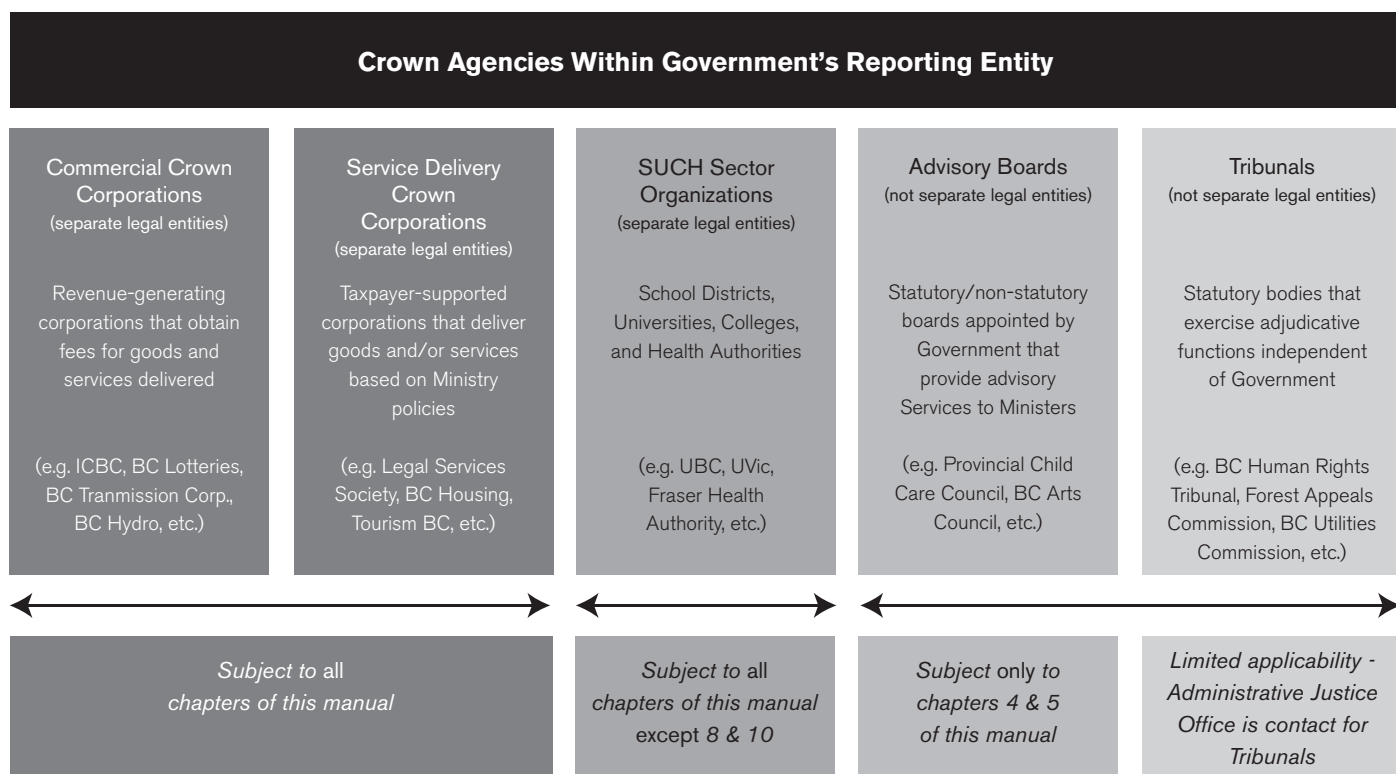 Crown Agencies Within Government’s Reporting Entity
Commercial Crown
Corporations
(separate legal entities)
Revenue-generating
corporations that obtain
fees for goods and
services delivered
(e.g. ICBC, BC Lotteries,
BC Tranmission Corp.,
BC Hydro, etc.)
Service Delivery
Crown
Corporations
(separate legal entities)
Taxpayer-supported
corporations that deliver
goods and/or services
based on Ministry
policies
(e.g. Legal Services
Society, BC Housing,
Tourism BC, etc.)
SUCH Sector
Organizations
(separate legal entities)
School Districts,
Universities, Colleges,
and Health Authorities
(e.g. UBC, UVic,
Fraser Health
Authority, etc.)
Advisory Boards
(not separate legal entities)
Statutory/non-statutory
boards appointed by
Government that
provide advisory
Services to Ministers
(e.g. Provincial Child
Care Council, BC Arts
Council, etc.)
Tribunals
(not separate legal entities)
Statutory bodies that
exercise adjudicative
functions independent
of Government
(e.g. BC Human Rights
Tribunal, Forest Appeals
Commission, BC Utilities
Commission, etc.)
Subject to all
chapters of this manual
Subject to all
chapters of this manual
except 8 & 10
Subject only to
chapters 4 & 5
of this manual
Limited applicability -
Administrative Justice
Office is contact for
Tribunals